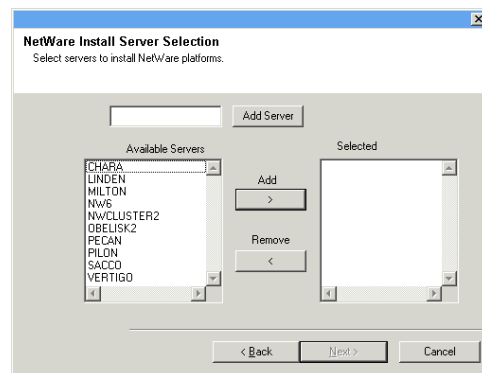 NetWare Install Server Selection
Select servers to install NetWare platforms.
Add Server
Available Servers
Selected
CHARA
LINDEN
MILTON
NW6
NWCLUSTER2
OBELISK2
PECAN
PILON
SACCO
VERTIGO
Add
>
Remove
<
< Back
Next >
Cancel